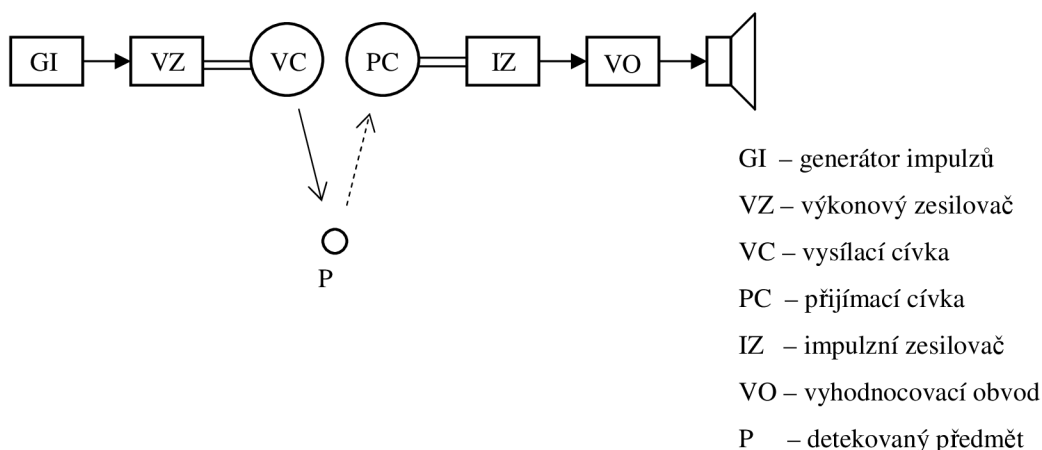 GI VZ VC PC IZ VO
P
GI – generátor impulzů
VZ – výkonový zesilovač
VC – vysílací cívka
PC – přijímací cívka
IZ – impulzní zesilovač
VO – vyhodnocovací obvod
P – detekovaný předmět